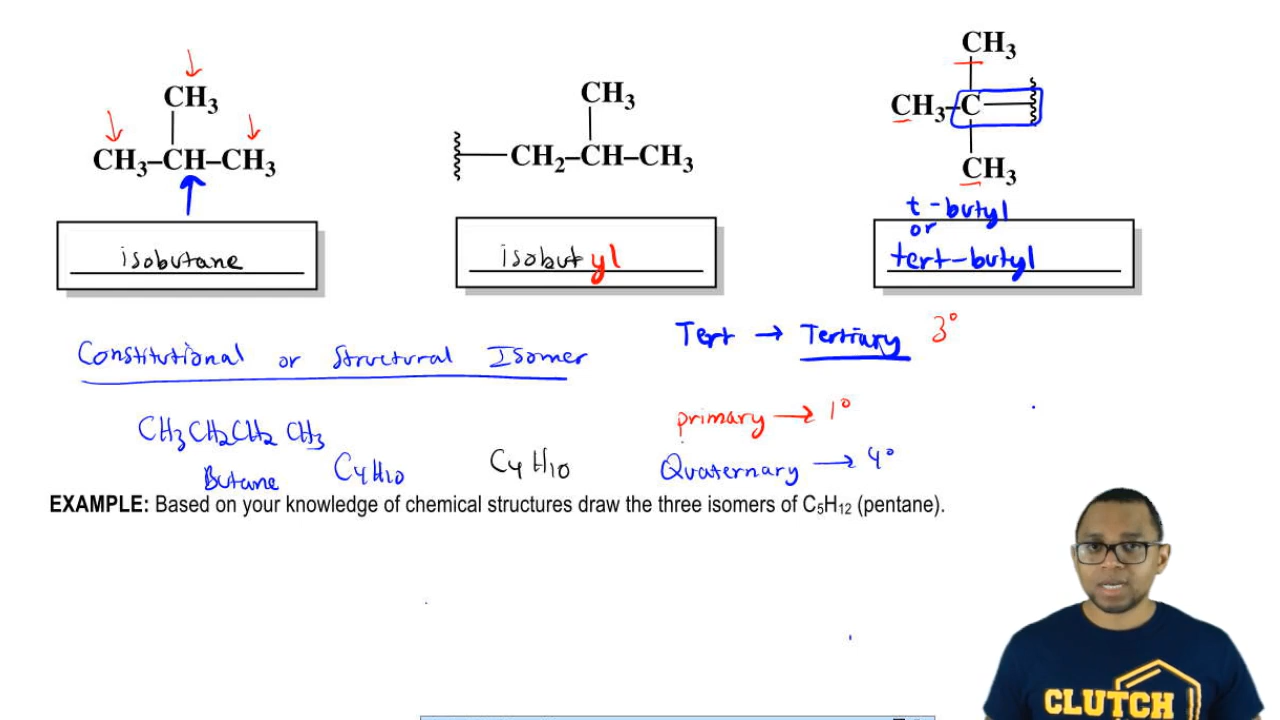 CH3
CH3–CH–CH3
isobutane
CH3
CH2–CH–CH3
isobutyl
CH3
CH3–C
CH3
t-butyl
or
tert-butyl
Constitutional or Structural Isomer
Tert → Tertiary 3°
CH3CH2CH2CH3
Butane
C4H10
C4H10
primary → 1°
Quaternary → 4°
EXAMPLE: Based on your knowledge of chemical structures draw the three isomers of C5H12 (pentane).
CLUTCH